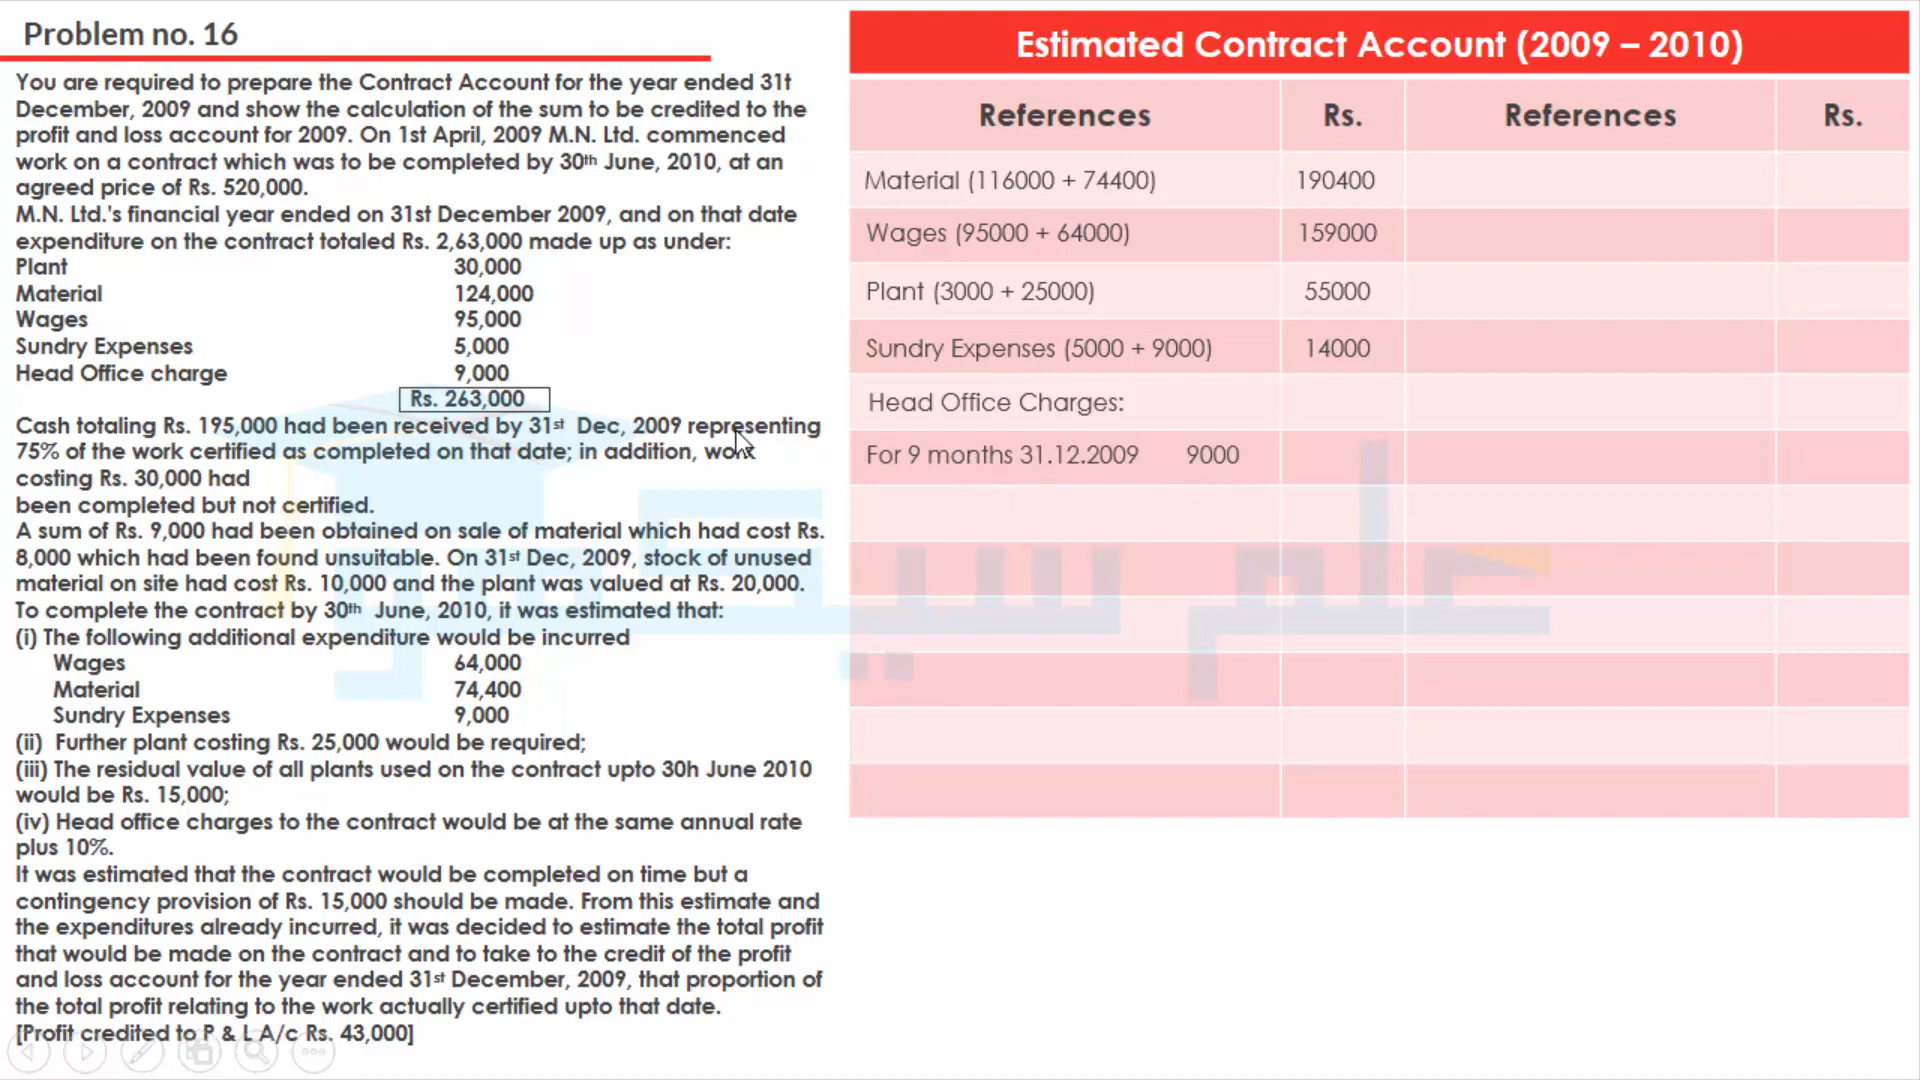 Problem no. 16
You are required to prepare the Contract Account for the year ended 31t
December, 2009 and show the calculation of the sum to be credited to the
profit and loss account for 2009. On 1st April, 2009 M.N. Ltd. commenced
work on a contract which was to be completed by 30th June, 2010, at an
agreed price of Rs. 520,000.
M.N. Ltd.'s financial year ended on 31st December 2009, and on that date
expenditure on the contract totaled Rs. 2,63,000 made up as under:
Plant 30,000
Material 124,000
Wages 95,000
Sundry Expenses 5,000
Head Office charge 9,000
Rs. 263,000
Cash totaling Rs. 195,000 had been received by 31st Dec, 2009 representing
75% of the work certified as completed on that date; in addition, work
costing Rs. 30,000 had
been completed but not certified.
A sum of Rs. 9,000 had been obtained on sale of material which had cost Rs.
8,000 which had been found unsuitable. On 31st Dec, 2009, stock of unused
material on site had cost Rs. 10,000 and the plant was valued at Rs. 20,000.
To complete the contract by 30th June, 2010, it was estimated that:
(i) The following additional expenditure would be incurred
Wages 64,000
Material 74,400
Sundry Expenses 9,000
(ii) Further plant costing Rs. 25,000 would be required;
(iii) The residual value of all plants used on the contract upto 30h June 2010
would be Rs. 15,000;
(iv) Head office charges to the contract would be at the same annual rate
plus 10%.
It was estimated that the contract would be completed on time but a
contingency provision of Rs. 15,000 should be made. From this estimate and
the expenditures already incurred, it was decided to estimate the total profit
that would be made on the contract and to take to the credit of the profit
and loss account for the year ended 31st December, 2009, that proportion of
the total profit relating to the work actually certified upto that date.
[Profit credited to P & L A/c Rs. 43,000]
Estimated Contract Account (2009 – 2010)
References Rs. References Rs.
Material (116000 + 74400) 190400
Wages (95000 + 64000) 159000
Plant (3000 + 25000) 55000
Sundry Expenses (5000 + 9000) 14000
Head Office Charges:
For 9 months 31.12.2009 9000